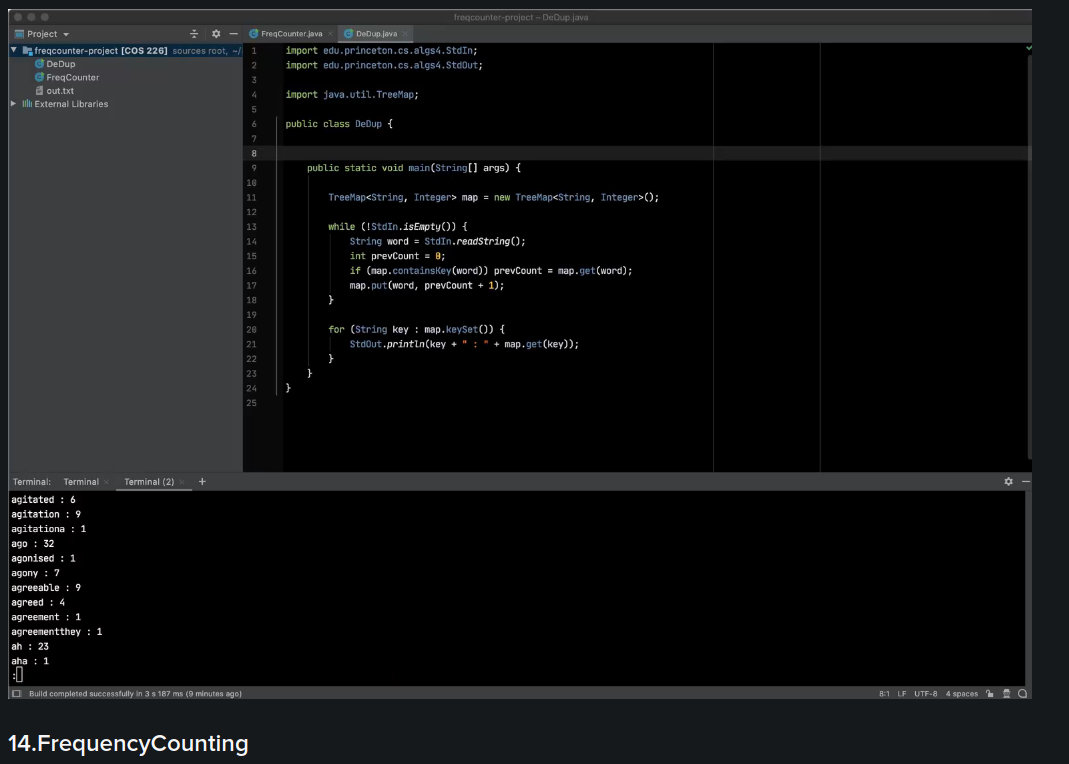 freqcounter-project – DeDup.java
Project
FreqCounter.java
DeDup.java
freqcounter-project [COS 226] sources root, ~/
DeDup
FreqCounter
out.txt
External Libraries
1 import edu.princeton.cs.algs4.StdIn;
2 import edu.princeton.cs.algs4.StdOut;
3
4 import java.util.TreeMap;
5
6 public class DeDup {
7
8
9 public static void main(String[] args) {
10
11 TreeMap<String, Integer> map = new TreeMap<String, Integer>();
12
13 while (!StdIn.isEmpty()) {
14 String word = StdIn.readString();
15 int prevCount = 0;
16 if (map.containsKey(word)) prevCount = map.get(word);
17 map.put(word, prevCount + 1);
18 }
19
20 for (String key : map.keySet()) {
21 StdOut.println(key + " : " + map.get(key));
22 }
23 }
24 }
25
Terminal: Terminal Terminal (2) +
agitated : 6
agitation : 9
agitationa : 1
ago : 32
agonised : 1
agony : 7
agreeable : 9
agreed : 4
agreement : 1
agreementthey : 1
ah : 23
aha : 1
:
Build completed successfully in 3 s 187 ms (9 minutes ago)
8:1 LF UTF-8 4 spaces
14.FrequencyCounting